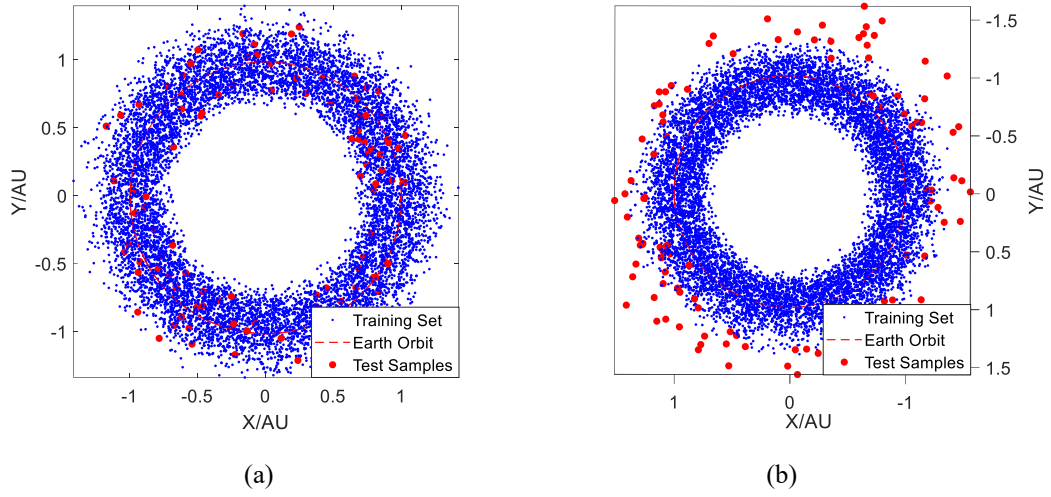 1
0.5
0
-0.5
-1
Y/AU
-1
-0.5
0
0.5
1
X/AU
Training Set
Earth Orbit
Test Samples
(a)
-1.5
-1
-0.5
0
0.5
1
1.5
Y/AU
1
0
-1
X/AU
Training Set
Earth Orbit
Test Samples
(b)